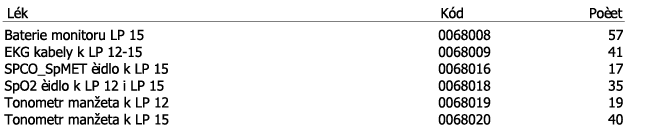 Lék Kód Poèet
Baterie monitoru LP 15 0068008 57
EKG kabely k LP 12-15 0068009 41
SPCO_SpMET èidlo k LP 15 0068016 17
SpO2 èidlo k LP 12 i LP 15 0068018 35
Tonometr manžeta k LP 12 0068019 19
Tonometr manžeta k LP 15 0068020 40